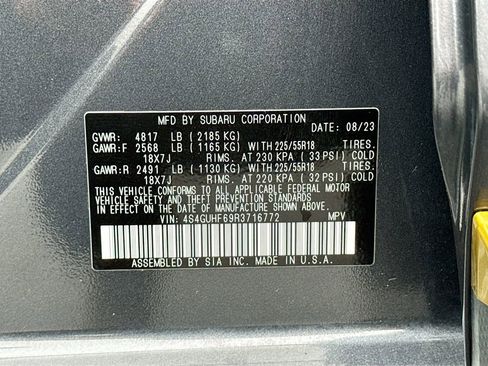 MFD BY SUBARU CORPORATION
DATE: 08/23
GVWR: 4817 LB ( 2185 KG)
GAWR:F 2568 LB ( 1165 KG) WITH 225/55R18 TIRES.
18X7J RIMS. AT 230 KPA ( 33 PSI) COLD
GAWR:R 2491 LB ( 1130 KG) WITH 225/55R18 TIRES.
18X7J RIMS. AT 220 KPA ( 32 PSI) COLD
THIS VEHICLE CONFORMS TO ALL APPLICABLE FEDERAL MOTOR
VEHICLE SAFETY, BUMPER, AND THEFT PREVENTION STANDARDS
IN EFFECT ON THE DATE OF MANUFACTURE SHOWN ABOVE.
VIN: 4S4GUHF69R3716772 MPV
ASSEMBLED BY SIA INC. MADE IN U.S.A.